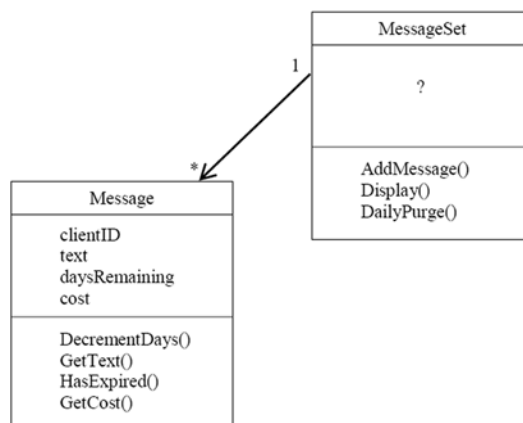 MessageSet
1
?
*
AddMessage()
Display()
DailyPurge()
Message
clientID
text
daysRemaining
cost
DecrementDays()
GetText()
HasExpired()
GetCost()